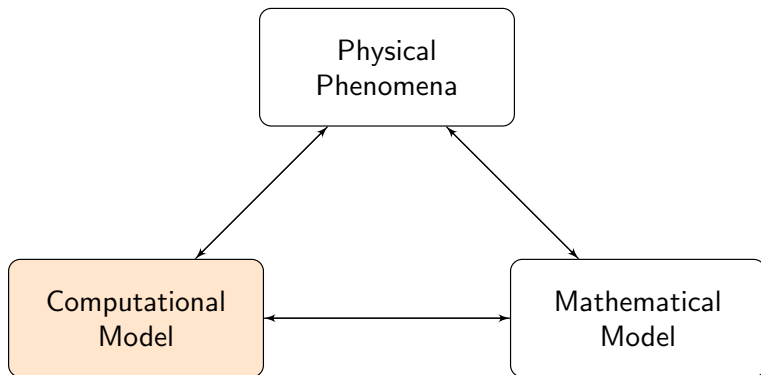 Physical
Phenomena
Computational
Model
Mathematical
Model